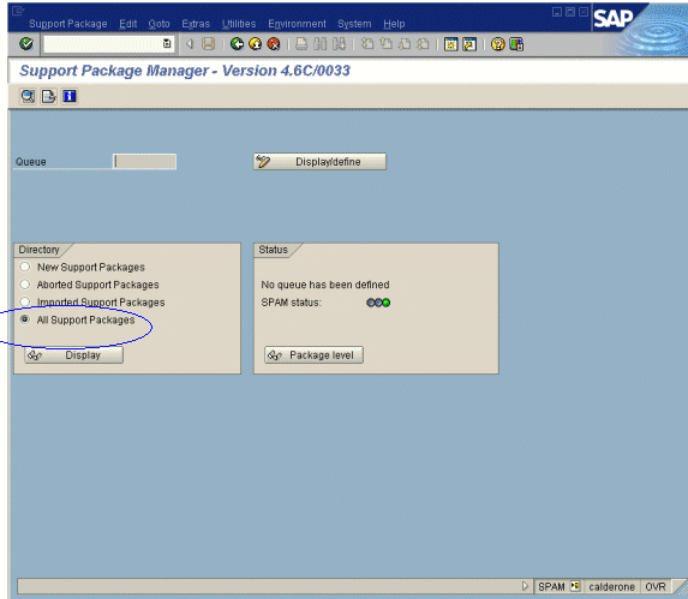 Support Package Edit Goto Extras Utilities Environment System Help
SAP
Support Package Manager - Version 4.6C/0033
Queue
Display/define
Directory
New Support Packages
Aborted Support Packages
Imported Support Packages
All Support Packages
Display
Status
No queue has been defined
SPAM status:
Package level
SPAM calderone OVR